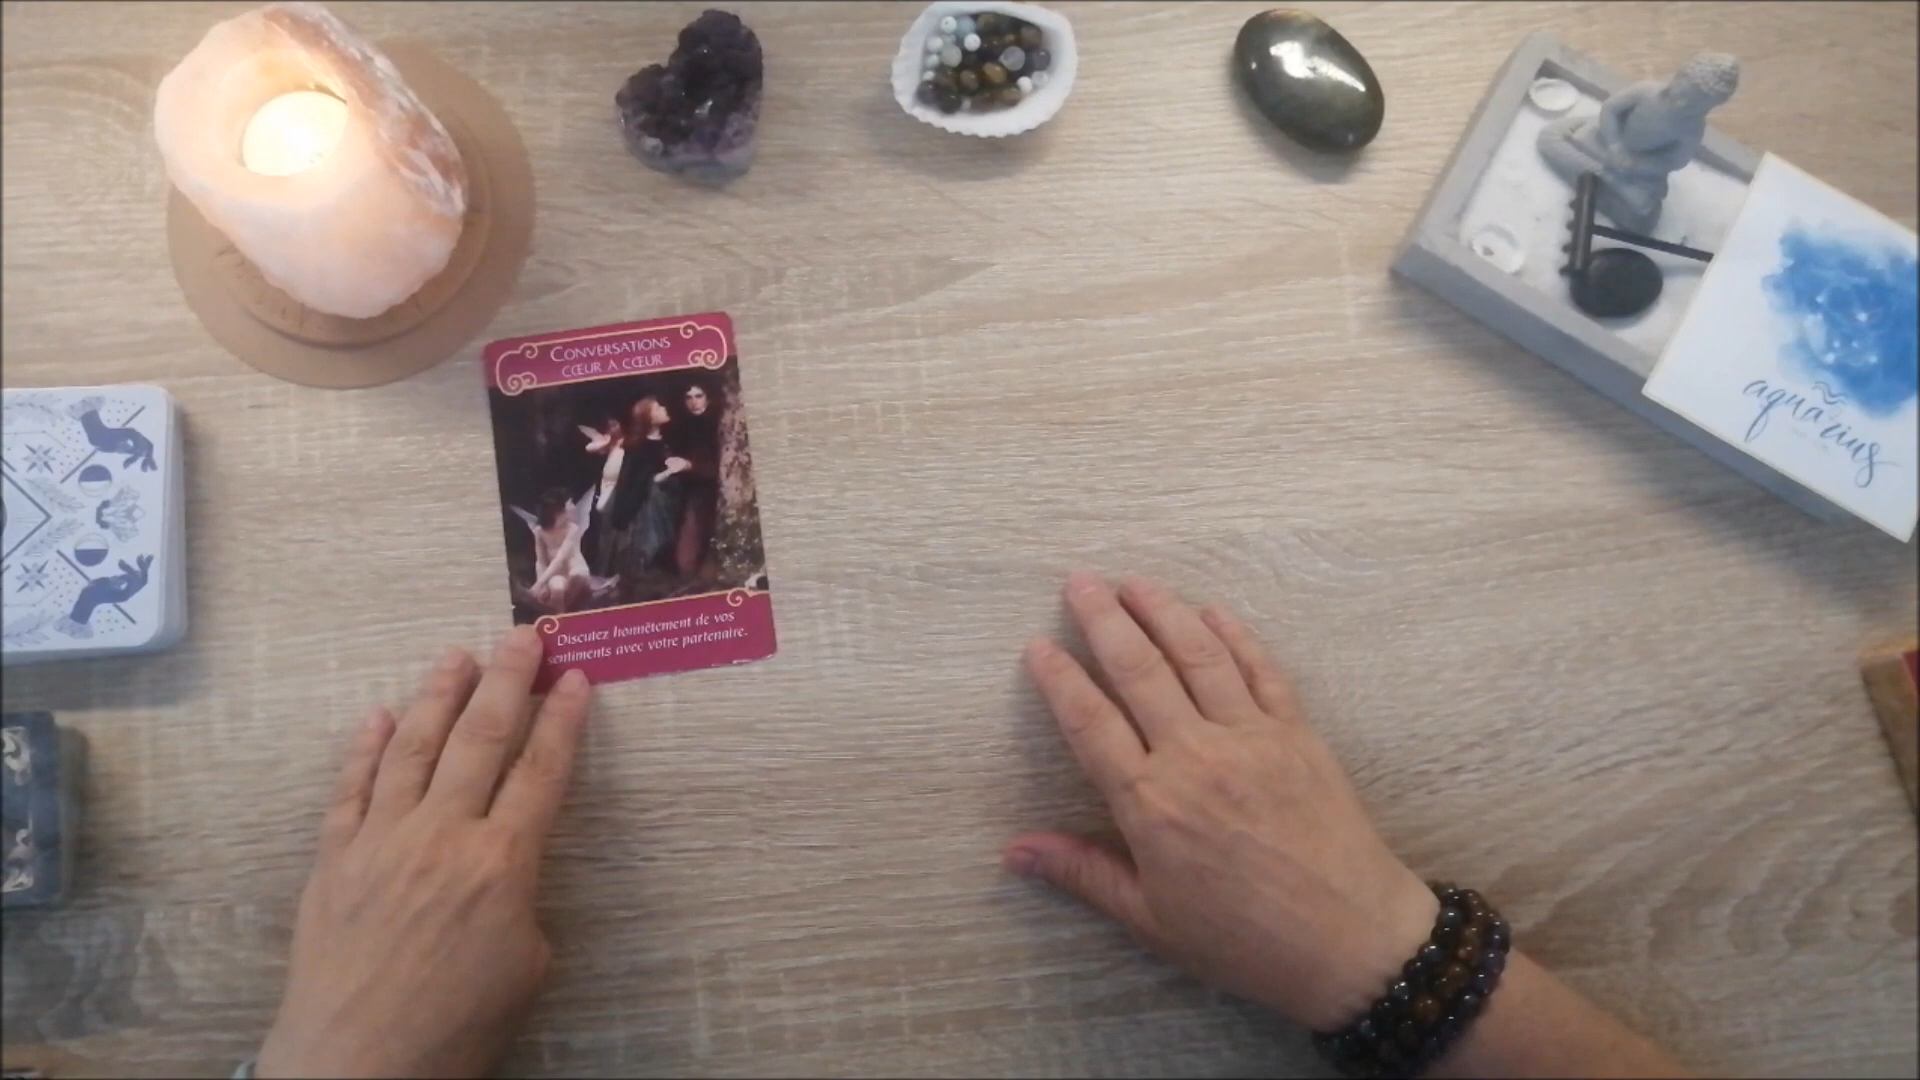 CONVERSATIONS
CŒUR À CŒUR
Discutez honnêtement de vos
sentiments avec votre partenaire.
aquarius